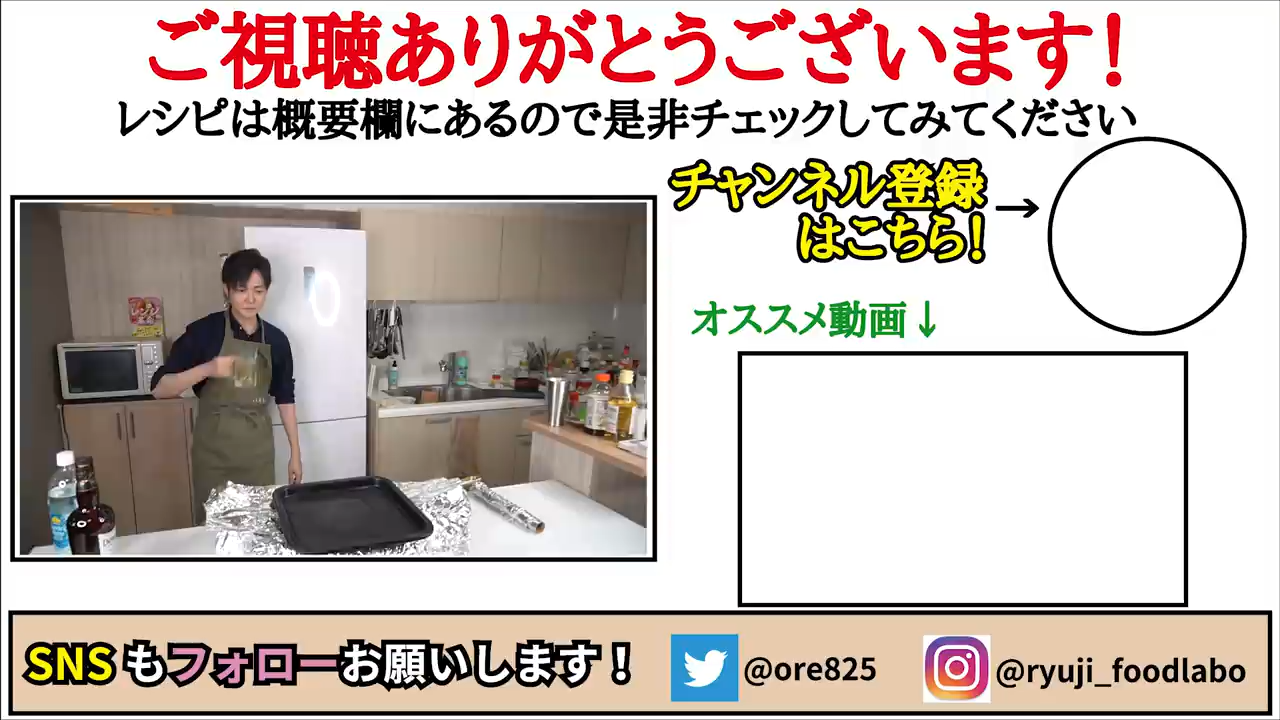 ご視聴ありがとうございます!
レシピは概要欄にあるので是非チェックしてみてください
チャンネル登録→
はこちら!
オススメ動画↓
SNSもフォローお願いします!
@ore825
@ryuji_foodlabo